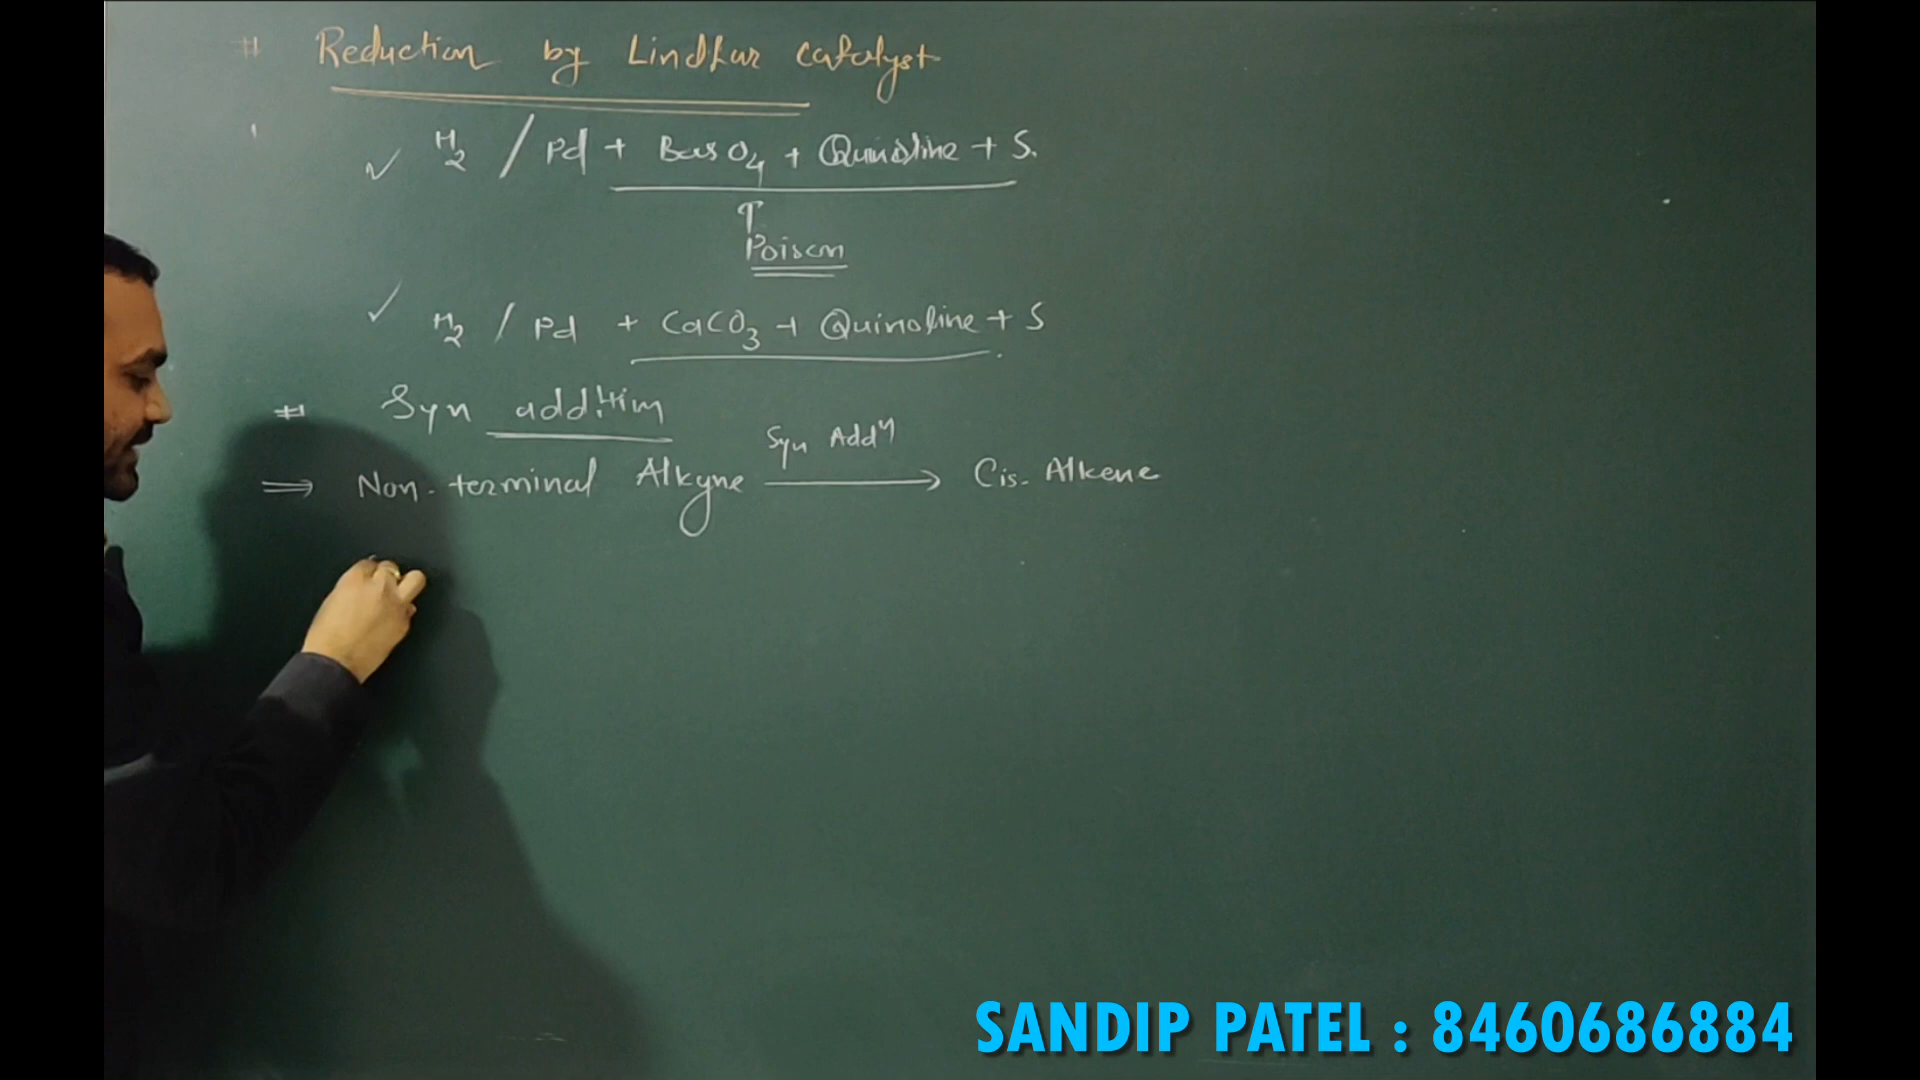 # Reduction by Lindlar catalyst
✓ H2 / Pd + BaSO4 + Quinoline + S.
↑
Poison
✓ H2 / Pd + CaCO3 + Quinoline + S
# Syn addition
Syn Addn
⇒ Non-terminal Alkyne ⟶ Cis-Alkene
SANDIP PATEL : 8460686884